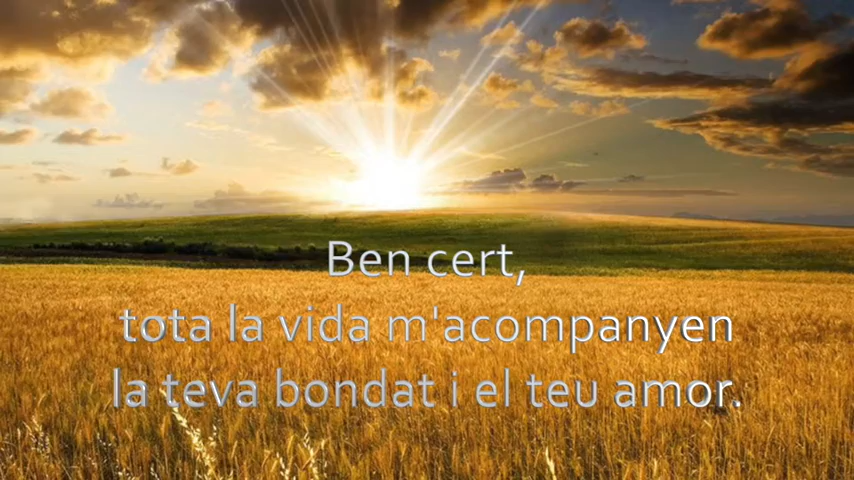 Ben cert,
tota la vida m'acompanyen
la teva bondat i el teu amor.